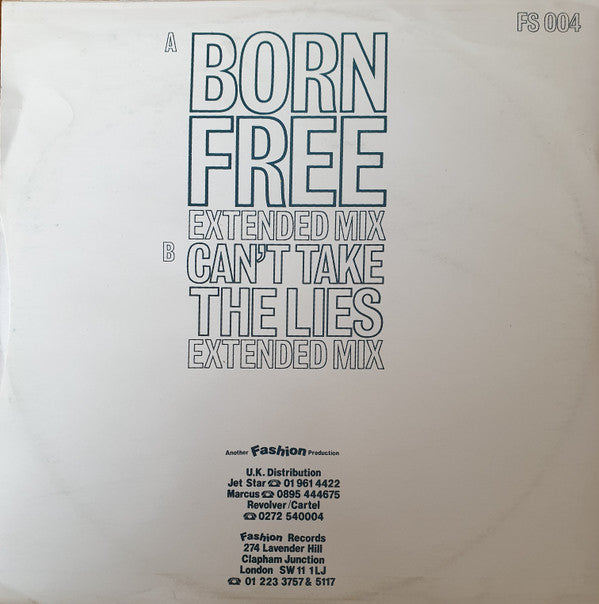 FS 004
A BORN
FREE
EXTENDED MIX
B CAN'T TAKE
THE LIES
EXTENDED MIX
Another Fashion Production
U.K. Distribution
Jet Star ☎ 01 961 4422
Marcus ☎ 0895 444675
Revolver/Cartel
☎ 0272 540004
Fashion Records
274 Lavender Hill
Clapham Junction
London SW11 1LJ
☎ 01 223 3757 & 5117